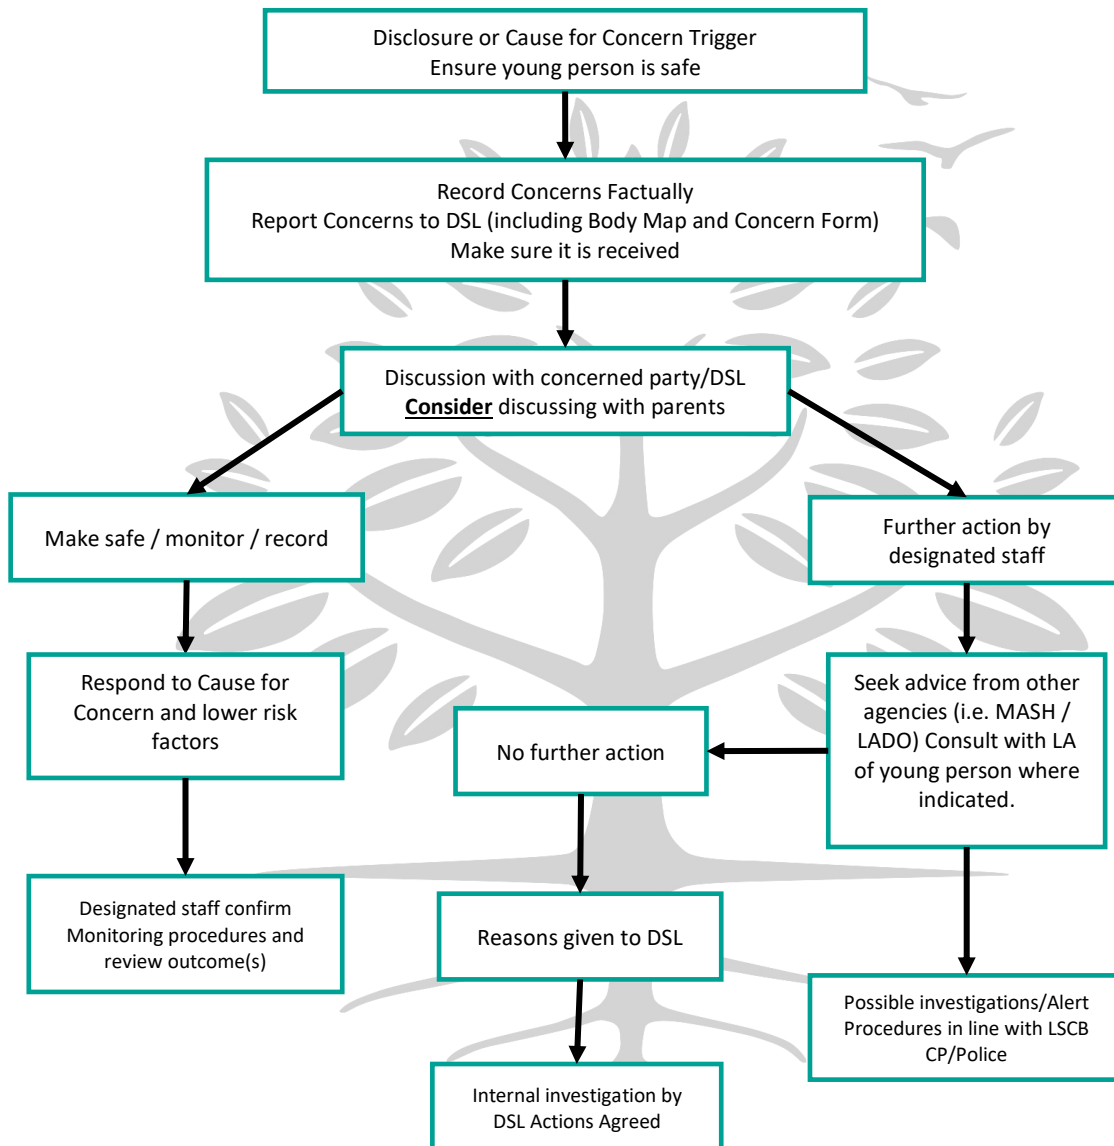 Disclosure or Cause for Concern Trigger
Ensure young person is safe
Record Concerns Factually
Report Concerns to DSL (including Body Map and Concern Form)
Make sure it is received
Discussion with concerned party/DSL
Consider discussing with parents
Make safe / monitor / record
Further action by
designated staff
Respond to Cause for
Concern and lower risk
factors
Seek advice from other
agencies (i.e. MASH /
LADO) Consult with LA
of young person where
indicated.
No further action
Designated staff confirm
Monitoring procedures and
review outcome(s)
Reasons given to DSL
Possible investigations/Alert
Procedures in line with LSCB
CP/Police
Internal investigation by
DSL Actions Agreed